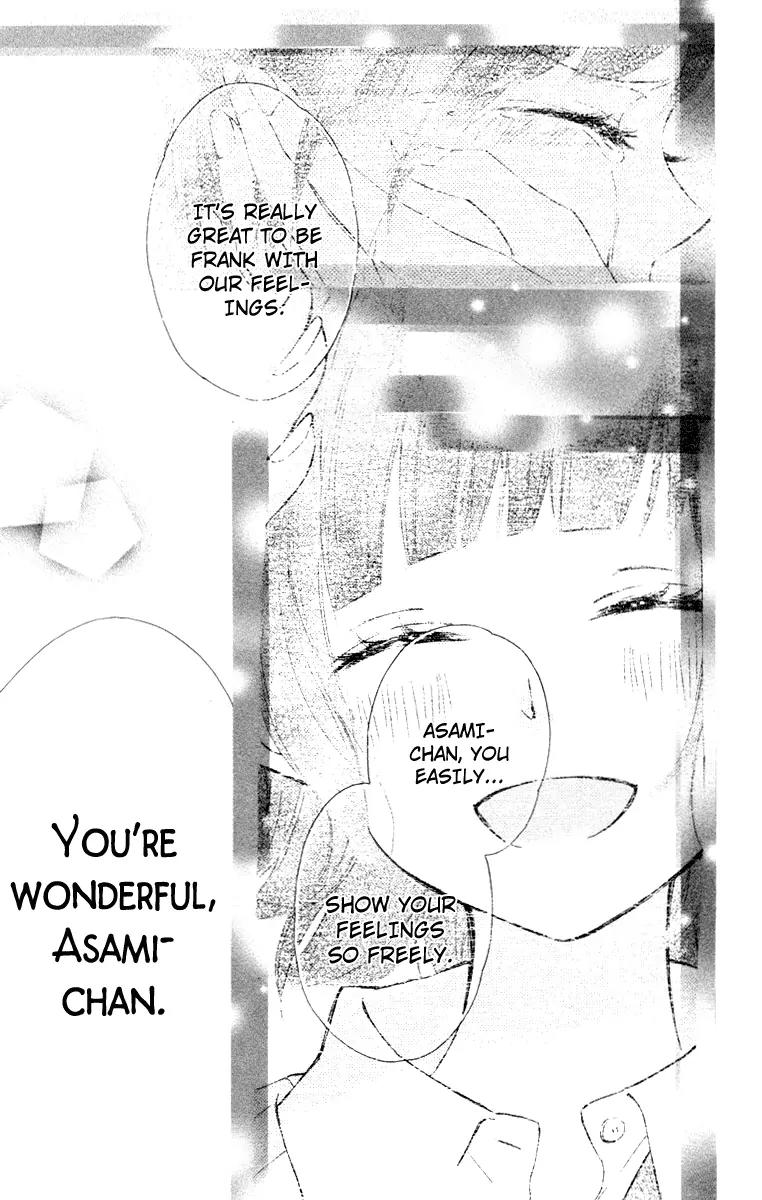 IT'S REALLY
GREAT TO BE
FRANK WITH
OUR FEEL-
INGS.
ASAMI-
CHAN, YOU
EASILY...
SHOW YOUR
FEELINGS
SO FREELY.
YOU'RE
WONDERFUL,
ASAMI-
CHAN.